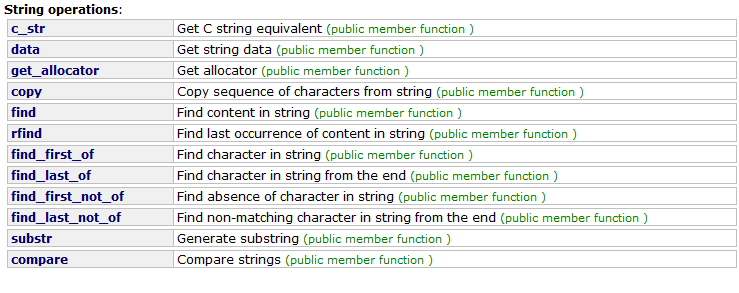 String operations:
c_str Get C string equivalent (public member function )
data Get string data (public member function )
get_allocator Get allocator (public member function )
copy Copy sequence of characters from string (public member function )
find Find content in string (public member function )
rfind Find last occurrence of content in string (public member function )
find_first_of Find character in string (public member function )
find_last_of Find character in string from the end (public member function )
find_first_not_of Find absence of character in string (public member function )
find_last_not_of Find non-matching character in string from the end (public member function )
substr Generate substring (public member function )
compare Compare strings (public member function )